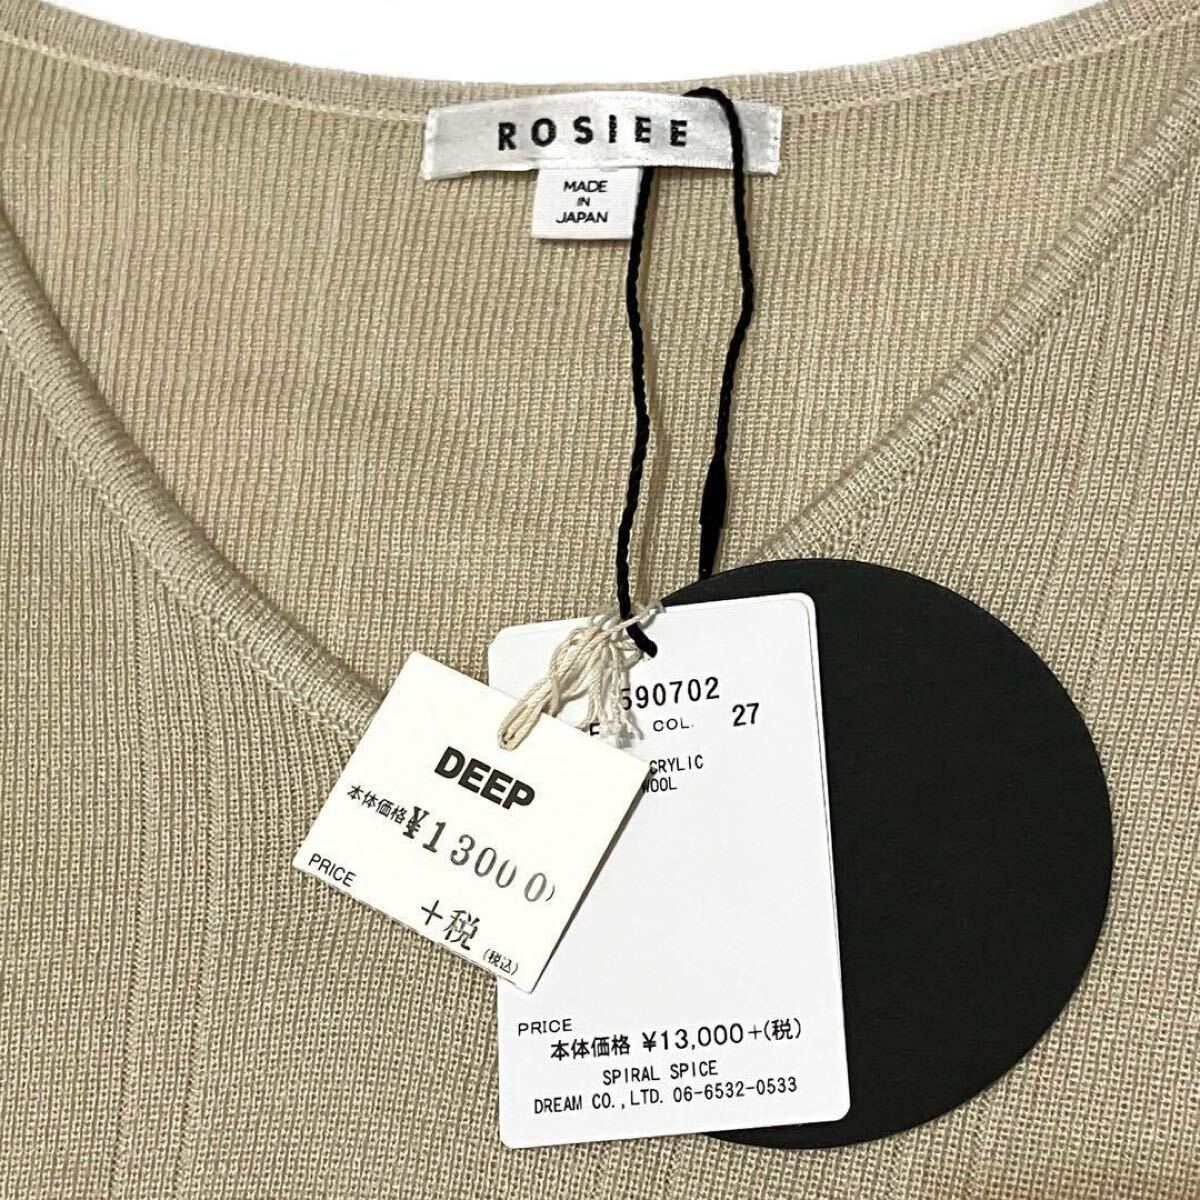 ROSIEE
MADE
IN
JAPAN
590702
COL. 27
WOOL
DEEP
本体価格 ¥13000
PRICE
+税
(税込)
PRICE
本体価格 ¥13,000+(税)
SPIRAL SPICE
DREAM CO.,LTD. 06-6532-0533